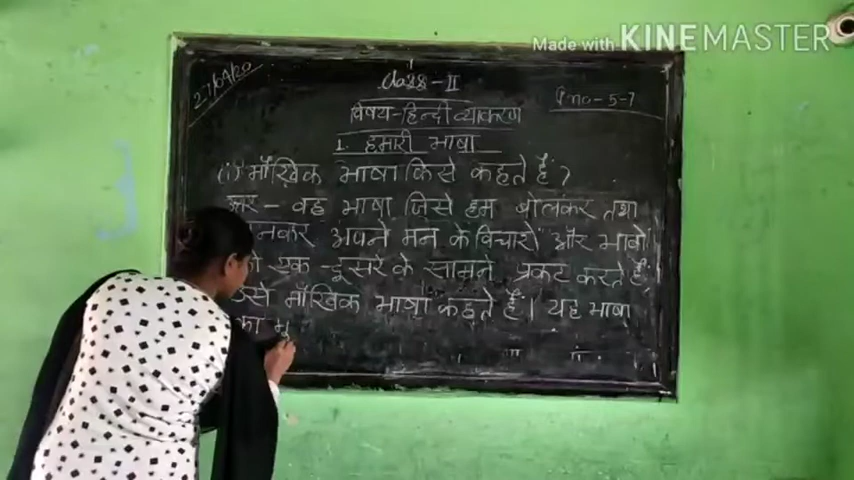 Made with KINEMASTER
27/04/20
Class - II
P.no - 5-7
विषय - हिन्दी व्याकरण
1. हमारी भाषा
(i) मौखिक भाषा किसे कहते हैं ?
उत्तर - वह भाषा जिसे हम बोलकर तथा
नकर अपने मन के विचारों और भावों
एक - दूसरे के सामने प्रकट करते हैं,
उसे मौखिक भाषा कहते हैं । यह भाषा
का मू